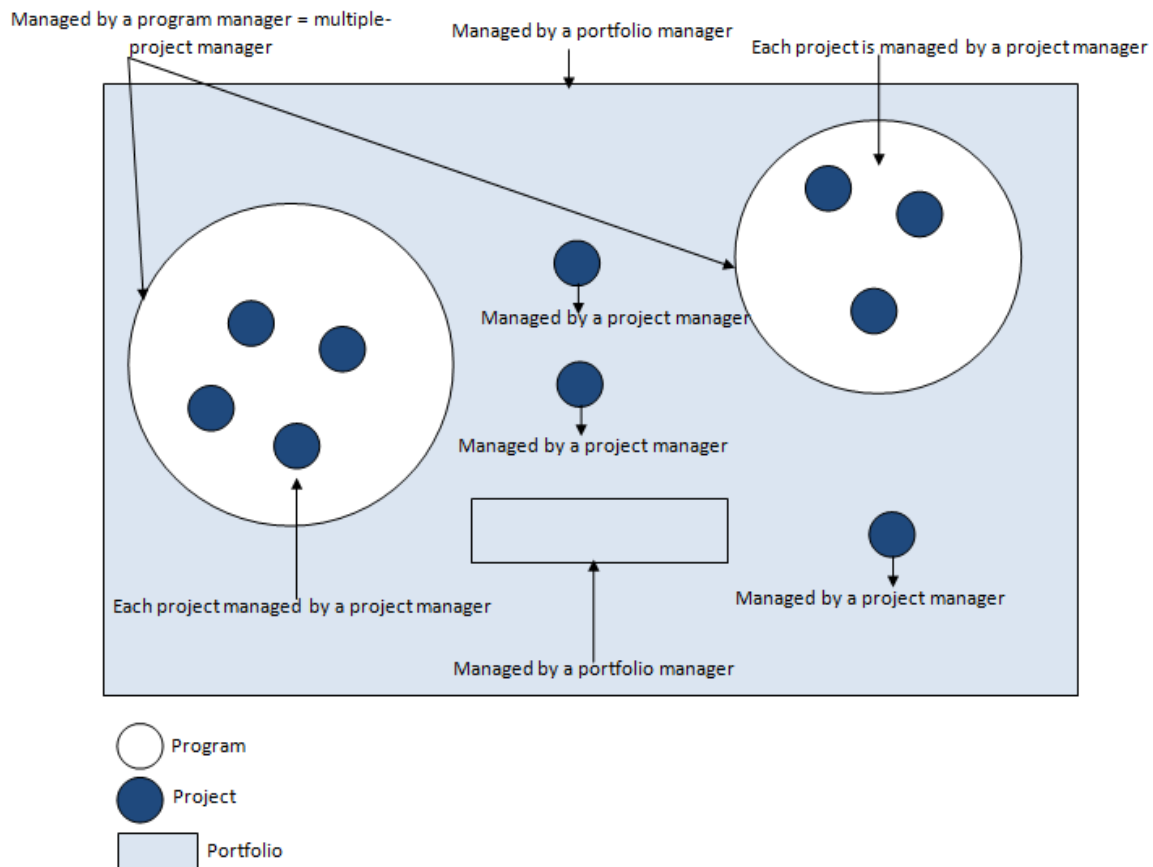 Managed by a program manager = multiple-
project manager
Managed by a portfolio manager
Each project is managed by a project manager
Managed by a project manager
Managed by a project manager
Each project managed by a project manager
Managed by a project manager
Managed by a portfolio manager
Program
Project
Portfolio